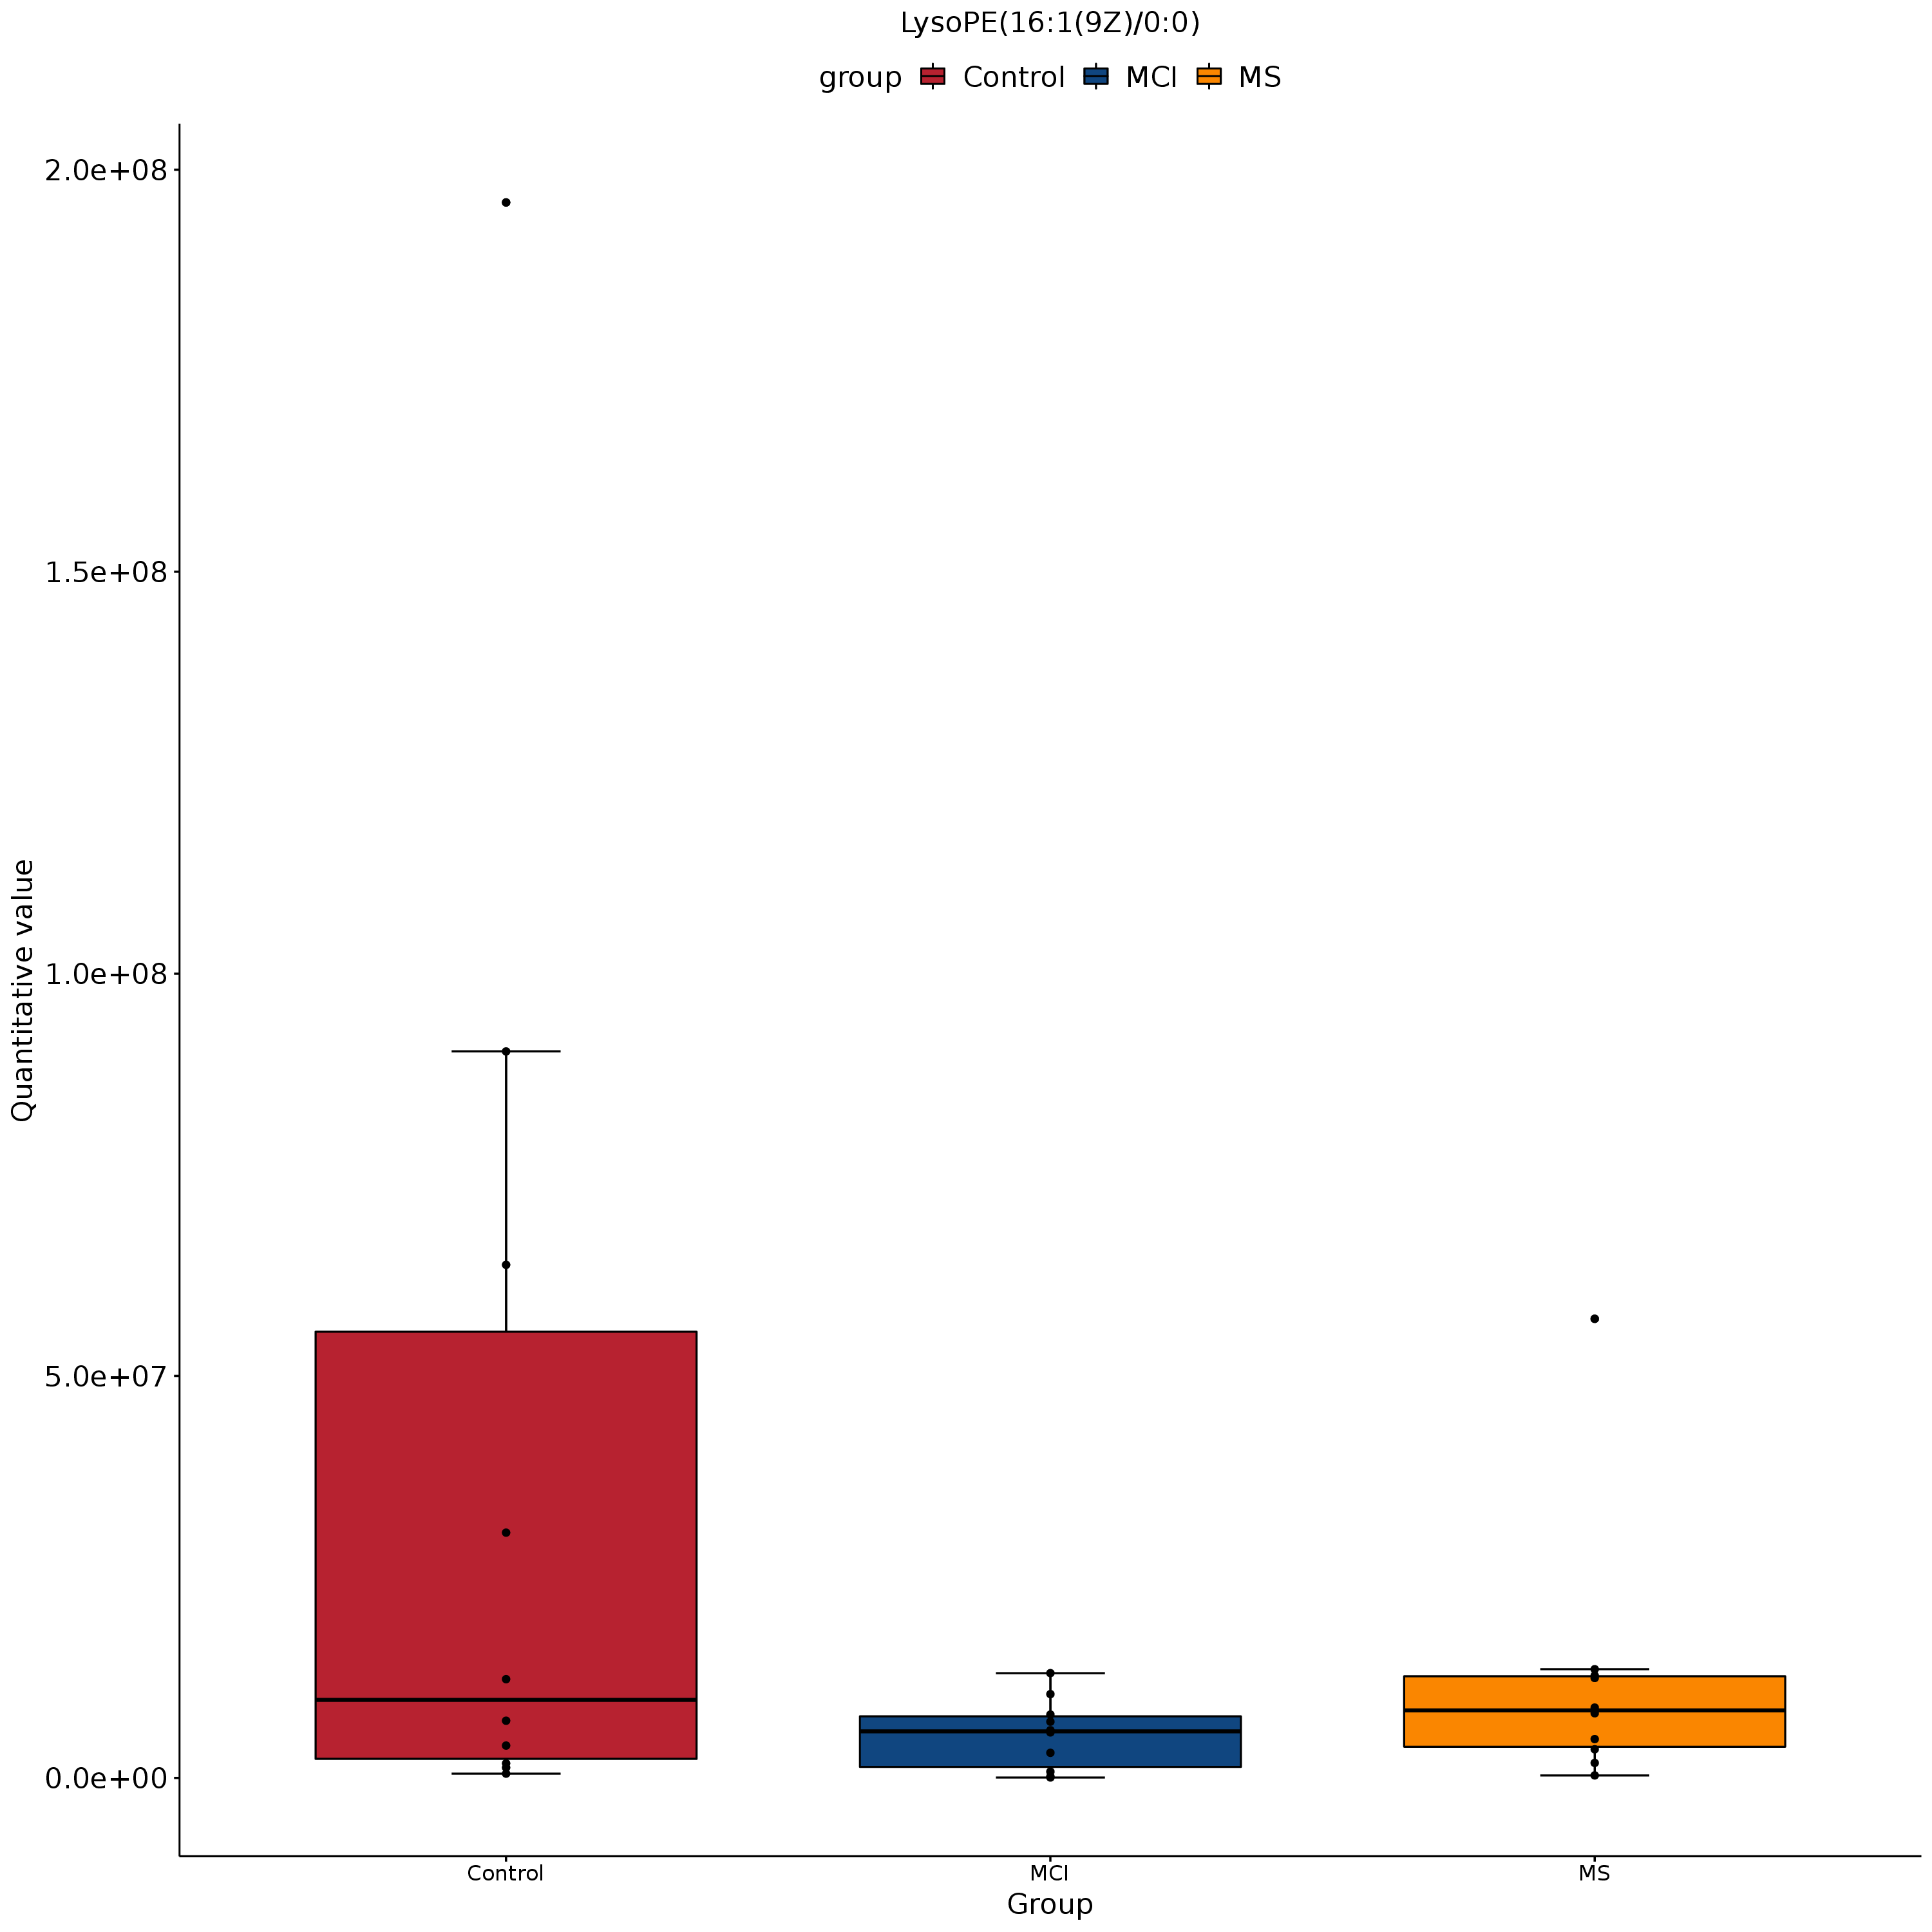 LysoPE(16:1(9Z)/0:0)
group Control MCI MS
2.0e+08
1.5e+08
1.0e+08
5.0e+07
0.0e+00
Quantitative value
Control MCI MS
Group